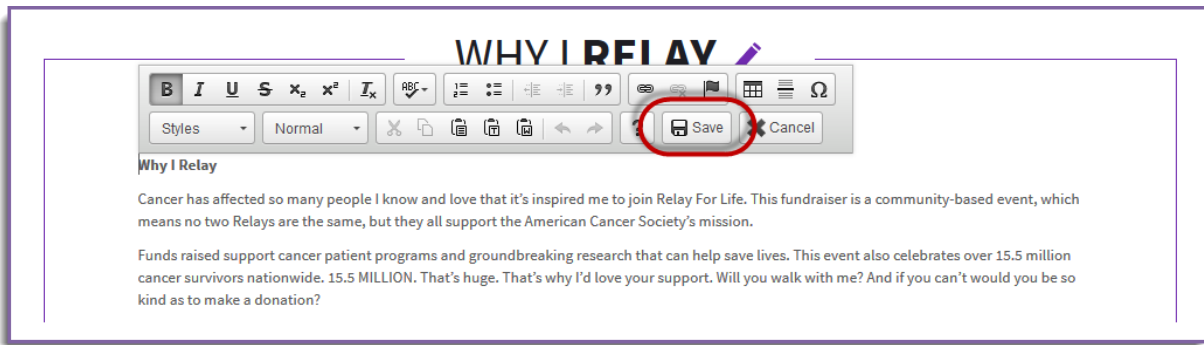 WHY I RELAY
B I U S x₂ x² Tx ABC Ω
Styles Normal ? Save Cancel
Why I Relay
Cancer has affected so many people I know and love that it's inspired me to join Relay For Life. This fundraiser is a community-based event, which
means no two Relays are the same, but they all support the American Cancer Society's mission.
Funds raised support cancer patient programs and groundbreaking research that can help save lives. This event also celebrates over 15.5 million
cancer survivors nationwide. 15.5 MILLION. That's huge. That's why I'd love your support. Will you walk with me? And if you can't would you be so
kind as to make a donation?